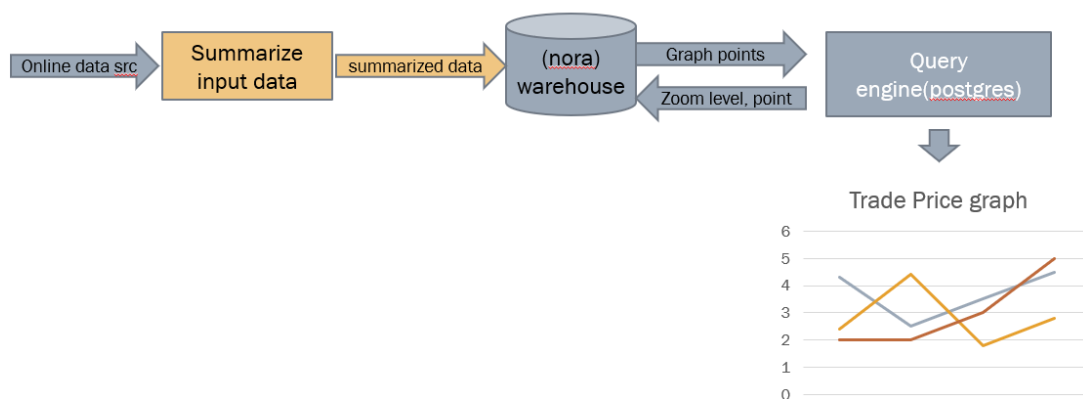 Online data src
Summarize
input data
summarized data
(nora)
warehouse
Graph points
Zoom level, point
Query
engine(postgres)
Trade Price graph
6
5
4
3
2
1
0